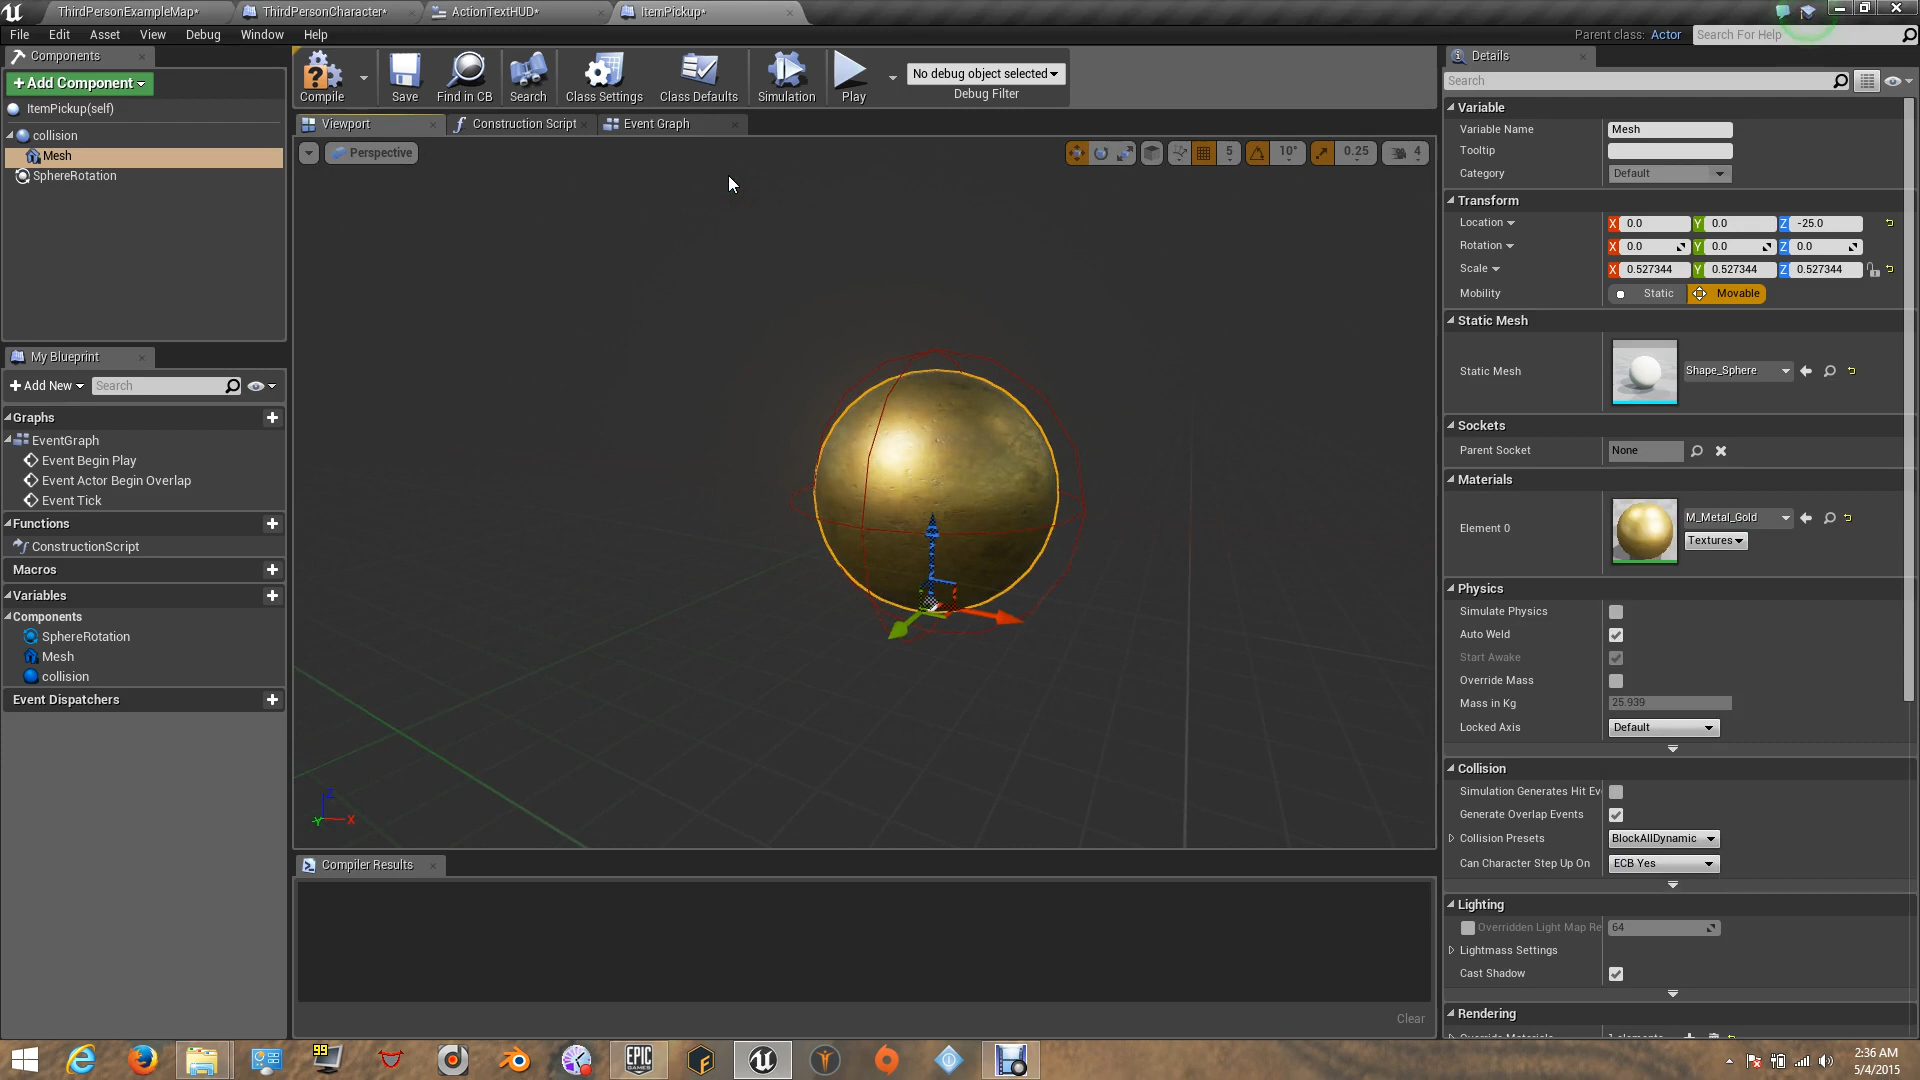 ThirdPersonExampleMap*
ThirdPersonCharacter*
ActionTextHUD*
ItemPickup*
File
Edit
Asset
View
Debug
Window
Help
Parent class: Actor
Search For Help
Components
+ Add Component
ItemPickup(self)
collision
Mesh
SphereRotation
Compile
Save
Find in CB
Search
Class Settings
Class Defaults
Simulation
Play
No debug object selected
Debug Filter
Viewport
Construction Script
Event Graph
Perspective
5
10°
0.25
4
My Blueprint
+ Add New
Search
Graphs
EventGraph
Event Begin Play
Event Actor Begin Overlap
Event Tick
Functions
ConstructionScript
Macros
Variables
Components
SphereRotation
Mesh
collision
Event Dispatchers
Z
Y
X
Compiler Results
Clear
Details
Search
Variable
Variable Name
Mesh
Tooltip
Category
Default
Transform
Location
X 0.0 Y 0.0 Z -25.0
Rotation
X 0.0 Y 0.0 Z 0.0
Scale
X 0.527344 Y 0.527344 Z 0.527344
Mobility
Static
Movable
Static Mesh
Static Mesh
Shape_Sphere
Sockets
Parent Socket
None
Materials
Element 0
M_Metal_Gold
Textures
Physics
Simulate Physics
Auto Weld
Start Awake
Override Mass
Mass in Kg
25.939
Locked Axis
Default
Collision
Simulation Generates Hit Ev
Generate Overlap Events
Collision Presets
BlockAllDynamic
Can Character Step Up On
ECB Yes
Lighting
Overridden Light Map Re
64
Lightmass Settings
Cast Shadow
Rendering
99
EPIC
GAMES
2:36 AM
5/4/2015